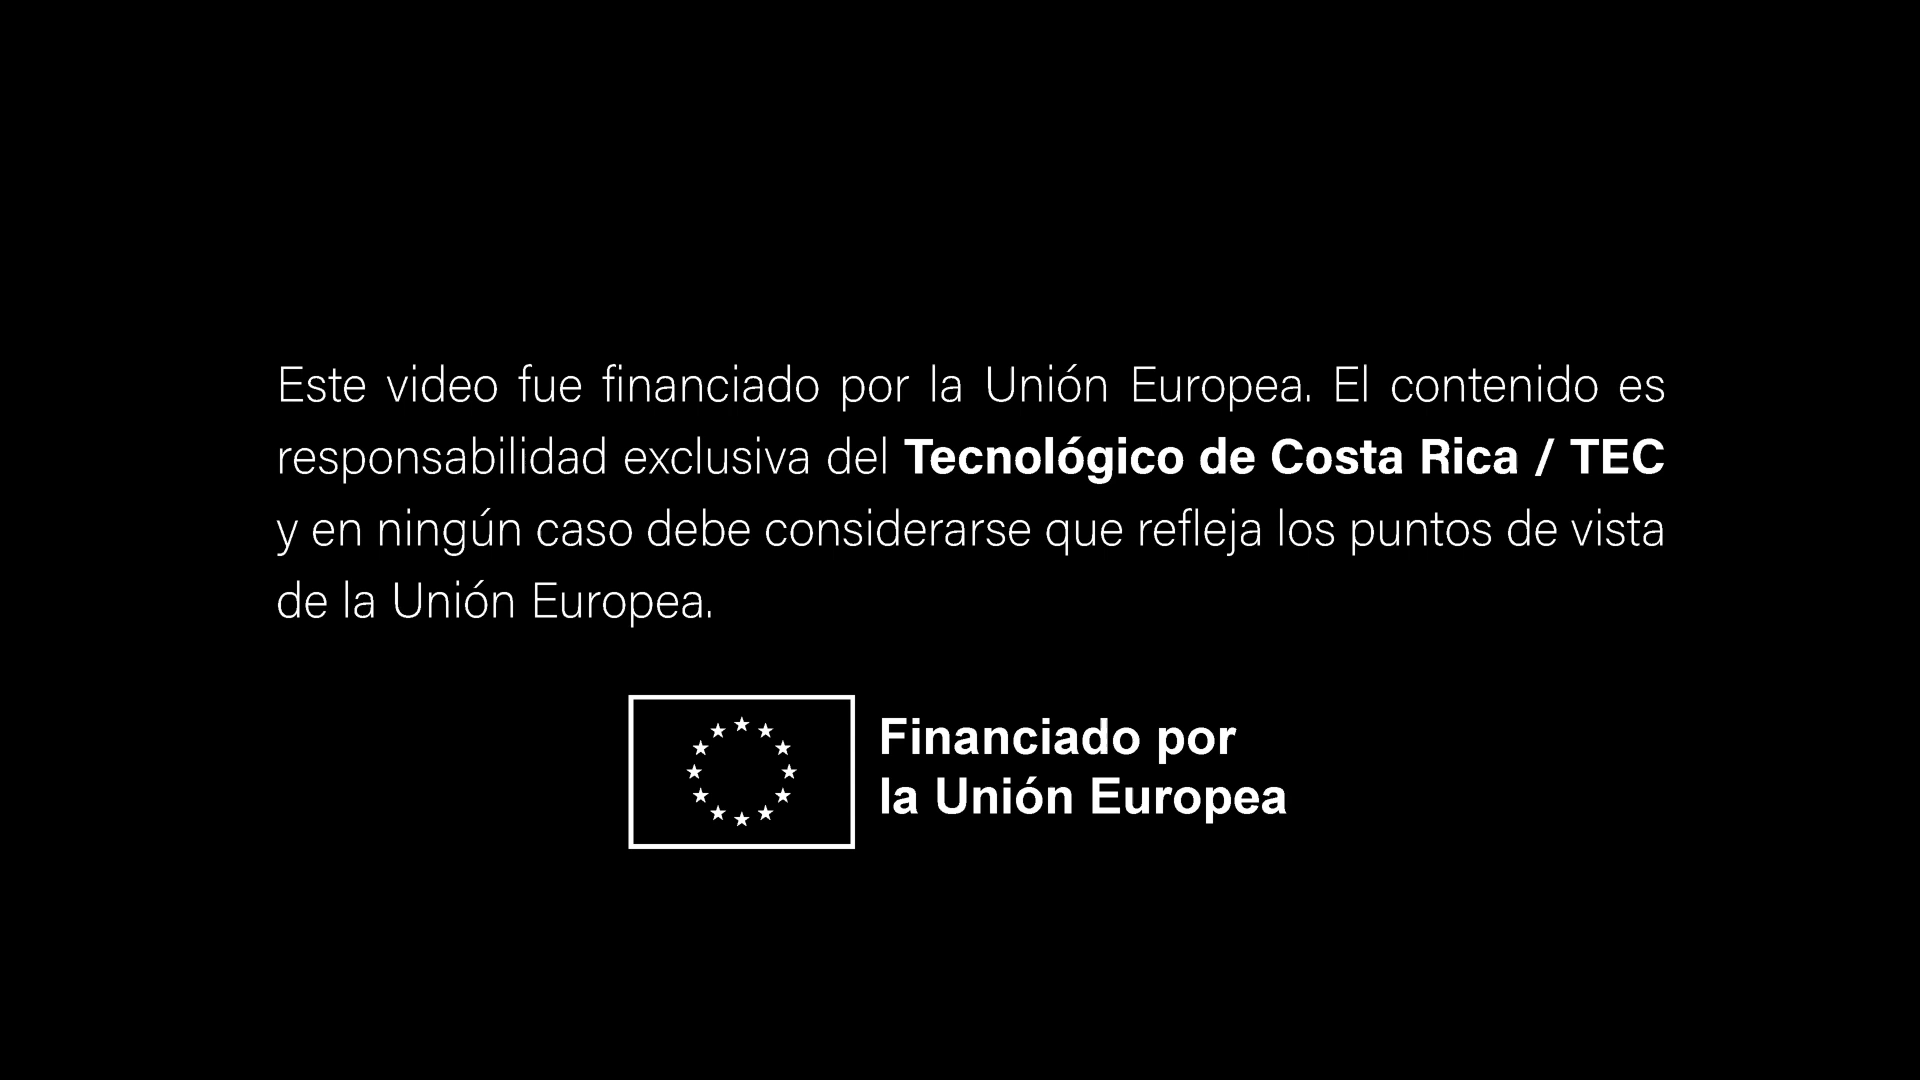 Este video fue financiado por la Unión Europea. El contenido es
responsabilidad exclusiva del Tecnológico de Costa Rica / TEC
y en ningún caso debe considerarse que refleja los puntos de vista
de la Unión Europea.
Financiado por
la Unión Europea